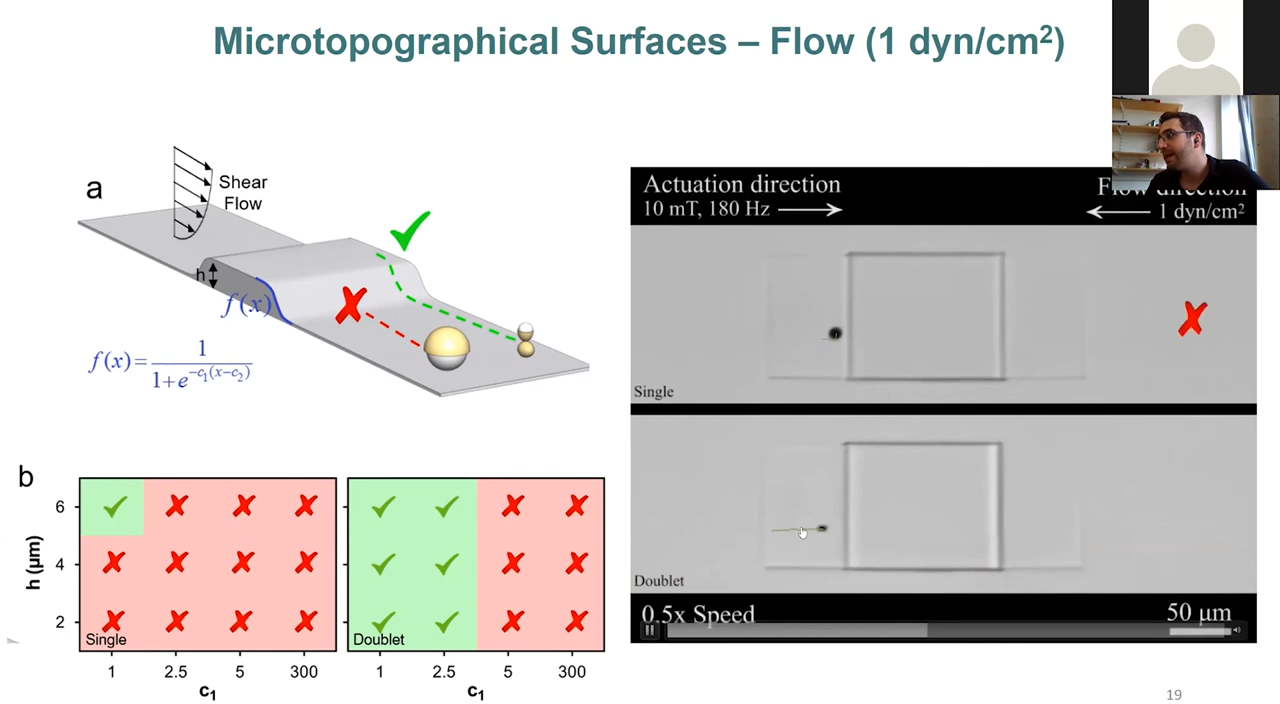 Microtopographical Surfaces – Flow (1 dyn/cm²)
a
Shear
Flow
h
f(x)
f(x)=1/(1+e^{-c₁(x-c₂)})
b
h (µm)
6
4
2
Single
1 2.5 5 300
c₁
Doublet
1 2.5 5 300
c₁
Actuation direction
10 mT, 180 Hz
Flow direction
1 dyn/cm²
Single
Doublet
0.5x Speed
50 µm
19